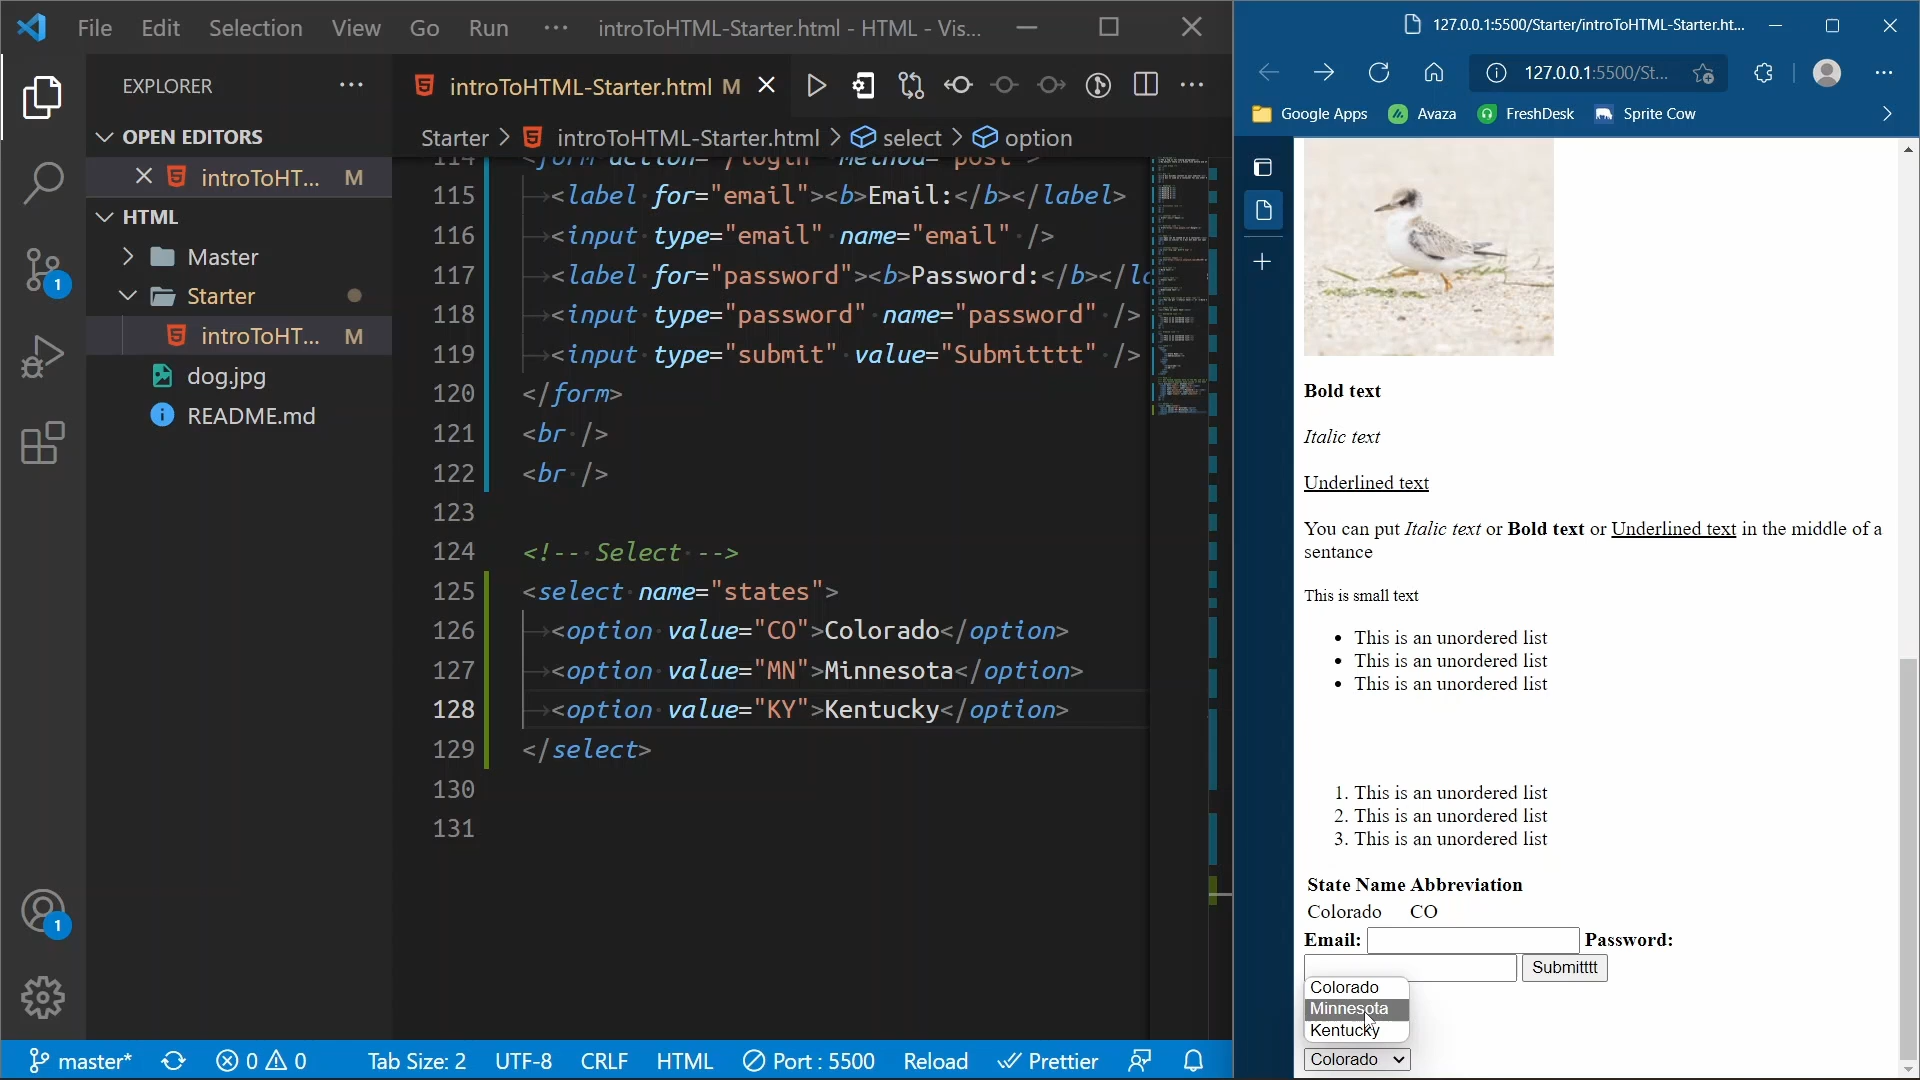 File Edit Selection View Go Run ··· introToHTML-Starter.html - HTML - Vis...
EXPLORER ···
OPEN EDITORS
introToHT... M
HTML
Master
Starter
introToHT... M
dog.jpg
README.md
1
1
introToHTML-Starter.html M
Starter > introToHTML-Starter.html > select > option
114 <form action="/login" method="post">
115 <label for="email"><b>Email:</b></label>
116 <input type="email" name="email" />
117 <label for="password"><b>Password:</b></la
118 <input type="password" name="password" />
119 <input type="submit" value="Submitttt" />
120 </form>
121 <br />
122 <br />
123
124 <!-- Select -->
125 <select name="states">
126 <option value="CO">Colorado</option>
127 <option value="MN">Minnesota</option>
128 <option value="KY">Kentucky</option>
129 </select>
130
131
master* 0 0 Tab Size: 2 UTF-8 CRLF HTML Port : 5500 Reload Prettier
127.0.0.1:5500/Starter/introToHTML-Starter.ht...
127.0.0.1:5500/St...
Google Apps Avaza FreshDesk Sprite Cow
Bold text
Italic text
Underlined text
You can put Italic text or Bold text or Underlined text in the middle of a
sentance
This is small text
• This is an unordered list
• This is an unordered list
• This is an unordered list
1. This is an unordered list
2. This is an unordered list
3. This is an unordered list
State Name Abbreviation
Colorado CO
Email: Password:
Submitttt
Colorado
Minnesota
Kentucky
Colorado